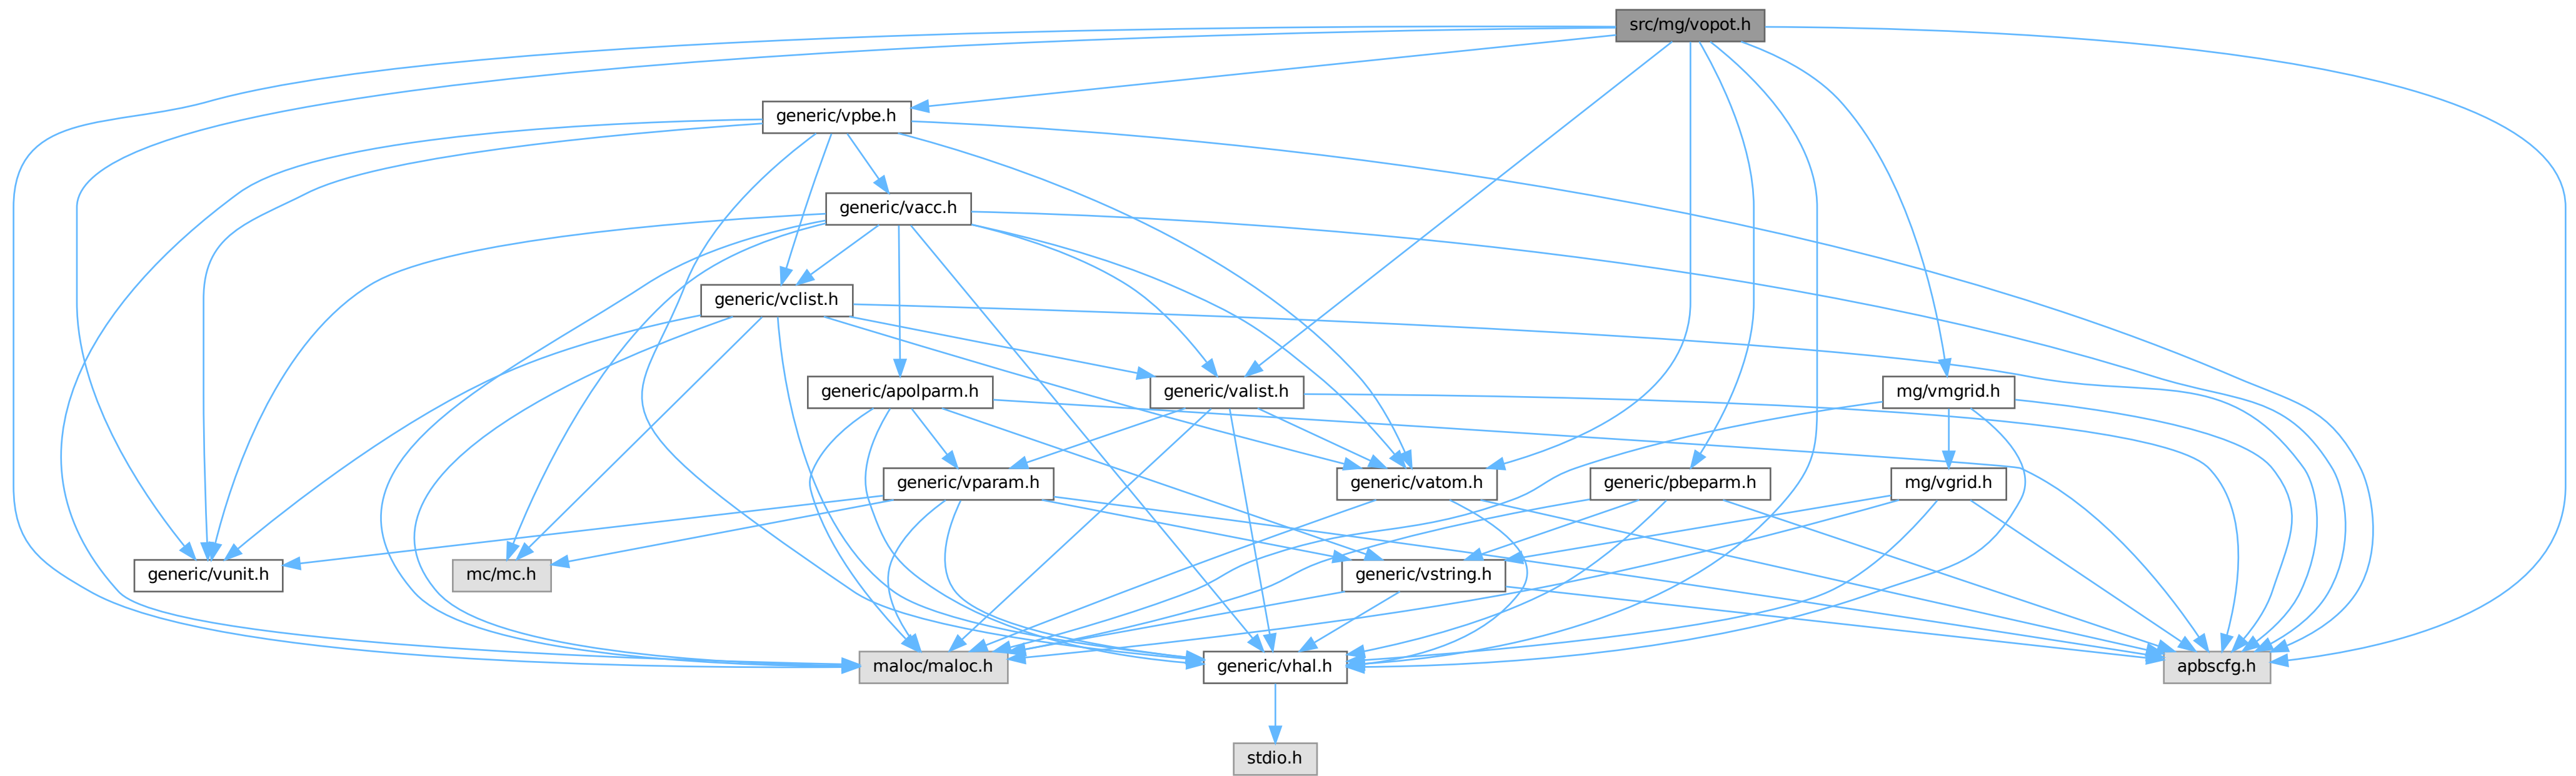 src/mg/vopot.h
generic/vpbe.h
generic/vacc.h
generic/vclist.h
generic/apolparm.h
generic/valist.h
mg/vmgrid.h
generic/vparam.h
generic/vatom.h
generic/pbeparm.h
mg/vgrid.h
generic/vunit.h
mc/mc.h
generic/vstring.h
maloc/maloc.h
generic/vhal.h
apbscfg.h
stdio.h